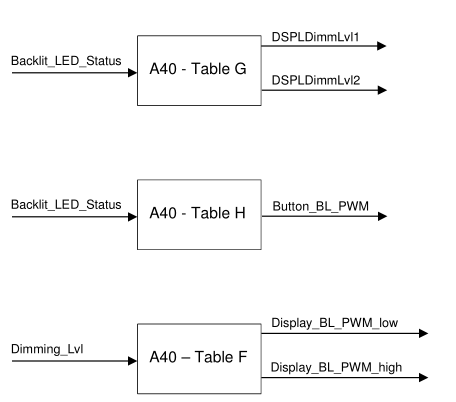 DSPLDimmLvl1
Backlit_LED_Status
A40 - Table G
DSPLDimmLvl2
Backlit_LED_Status
A40 - Table H
Button_BL_PWM
Display_BL_PWM_low
Dimming_Lvl
A40 – Table F
Display_BL_PWM_high